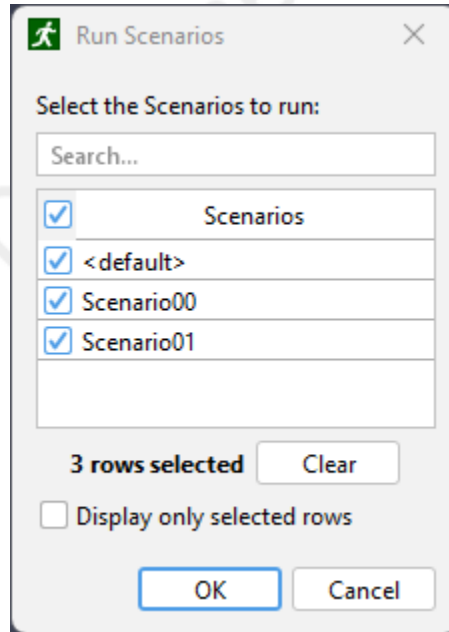 Run Scenarios
Select the Scenarios to run:
Search...
Scenarios
<default>
Scenario00
Scenario01
3 rows selected Clear
Display only selected rows
OK Cancel